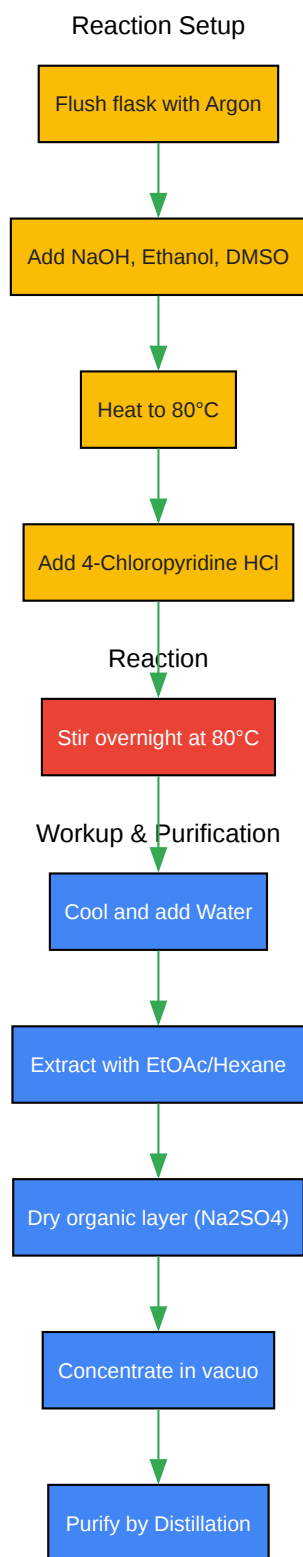 Reaction Setup
Flush flask with Argon
Add NaOH, Ethanol, DMSO
Heat to 80°C
Add 4-Chloropyridine HCl
Reaction
Stir overnight at 80°C
Workup & Purification
Cool and add Water
Extract with EtOAc/Hexane
Dry organic layer (Na2SO4)
Concentrate in vacuo
Purify by Distillation